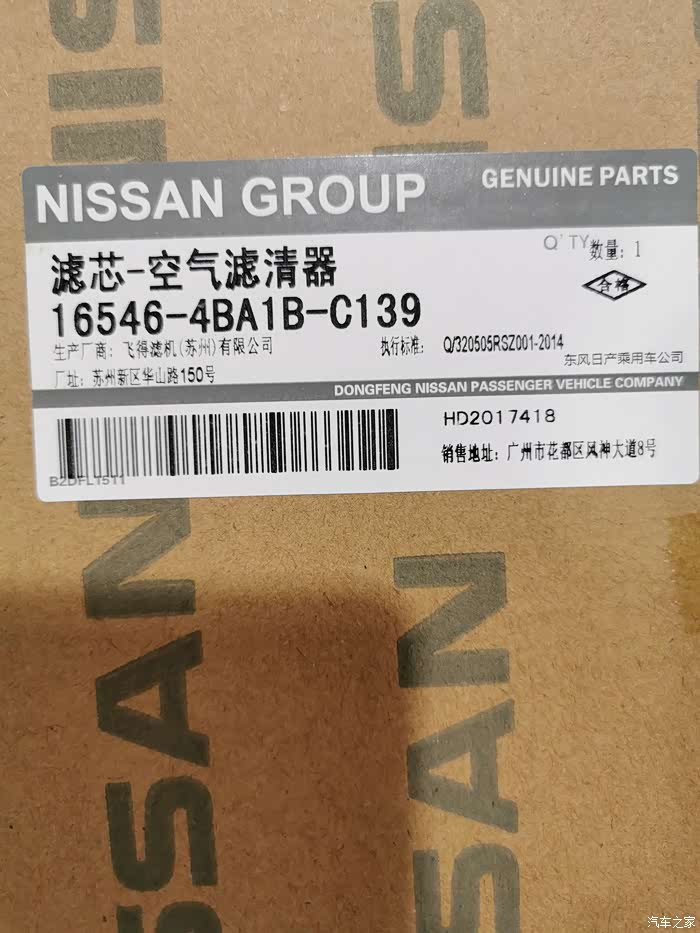 NISSAN GROUP
GENUINE PARTS
滤芯-空气滤清器
Q'TY 数量: 1
合格
16546-4BA1B-C139
生产厂商: 飞得滤机(苏州)有限公司
执行标准: Q/320505RSZ001-2014
厂址: 苏州新区华山路150号
东风日产乘用车公司
DONGFENG NISSAN PASSENGER VEHICLE COMPANY
B2DFL1511
HD2017418
销售地址: 广州市花都区风神大道8号
NIS
S
SSAN
SAN
汽车之家